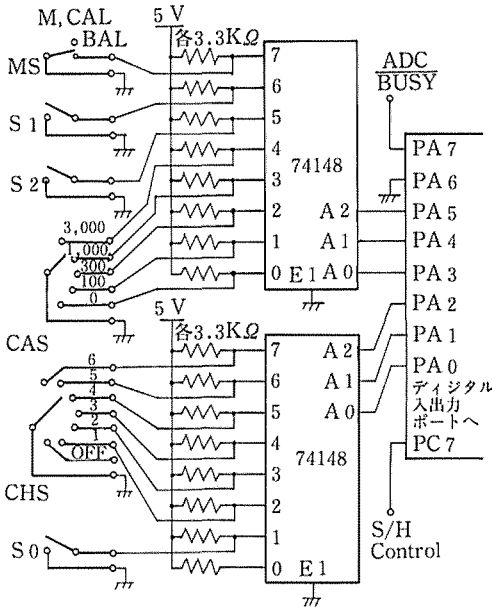 M, CAL
BAL
MS
S 1
S 2
3,000
1,000
300
100
0
CAS
6
5
4
3
2
1
OFF
CHS
S 0
5 V
各3.3KΩ
7
6
5
4
3
2
1
0
74148
A 2
A 1
A 0
E 1
5 V
各3.3KΩ
7
6
5
4
3
2
1
0
74148
A 2
A 1
A 0
E 1
ADC
BUSY
PA 7
PA 6
PA 5
PA 4
PA 3
PA 2
PA 1
PA 0
ディジタル
入出力
ポートへ
PC 7
S/H
Control